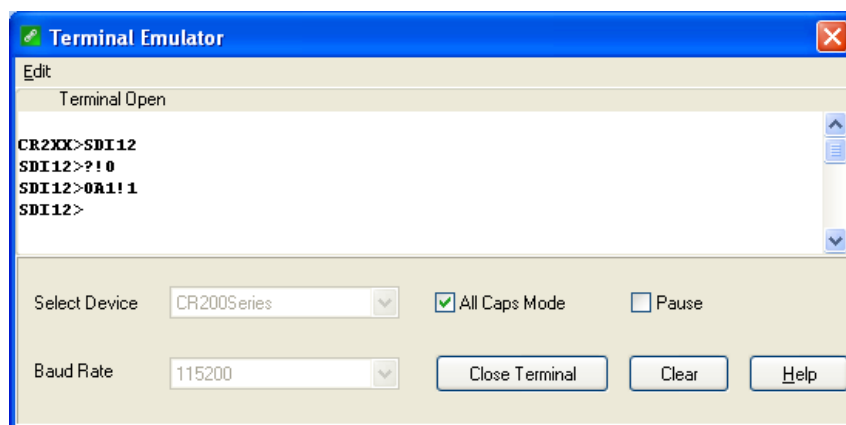 Terminal Emulator
Edit
Terminal Open
CR2XX>SDI12
SDI12>?!0
SDI12>0A1!1
SDI12>
Select Device CR200Series All Caps Mode Pause
Baud Rate 115200 Close Terminal Clear Help